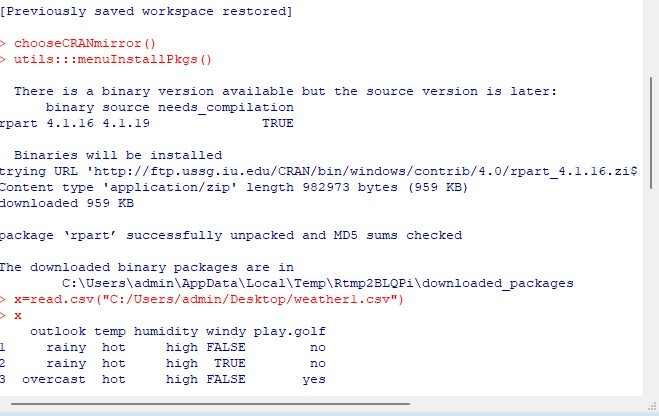 [Previously saved workspace restored]
> chooseCRANmirror()
> utils:::menuInstallPkgs()
There is a binary version available but the source version is later:
binary source needs_compilation
rpart 4.1.16 4.1.19 TRUE
Binaries will be installed
trying URL 'http://ftp.ussg.iu.edu/CRAN/bin/windows/contrib/4.0/rpart_4.1.16.zi$
Content type 'application/zip' length 982973 bytes (959 KB)
downloaded 959 KB
package ‘rpart’ successfully unpacked and MD5 sums checked
The downloaded binary packages are in
C:\Users\admin\AppData\Local\Temp\Rtmp2BLQPi\downloaded_packages
> x=read.csv("C:/Users/admin/Desktop/weather1.csv")
> x
outlook temp humidity windy play.golf
1 rainy hot high FALSE no
2 rainy hot high TRUE no
3 overcast hot high FALSE yes